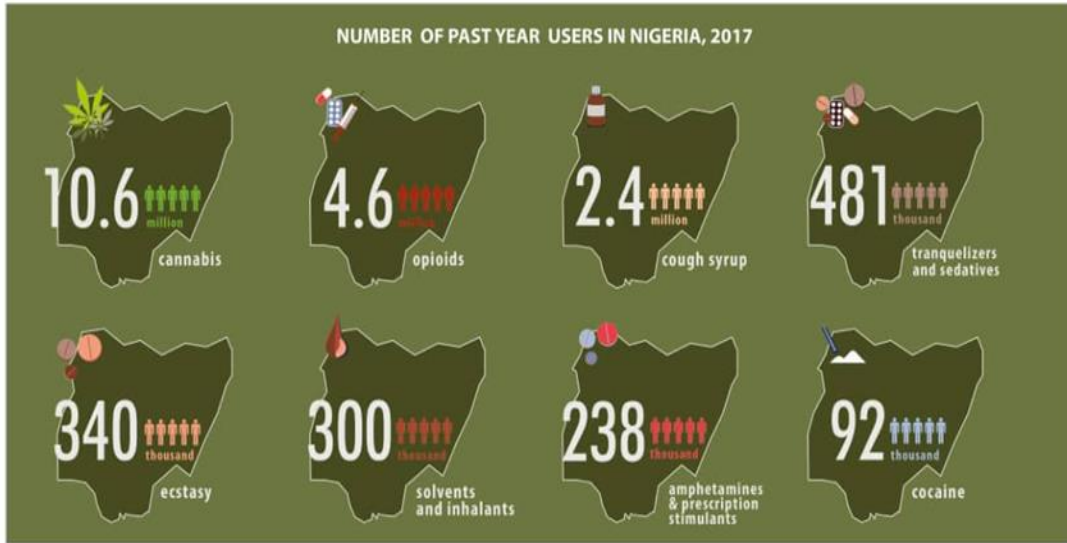 NUMBER OF PAST YEAR USERS IN NIGERIA, 2017
10.6
million
cannabis
4.6
million
opioids
2.4
million
cough syrup
481
thousand
tranquelizers
and sedatives
340
thousand
ecstasy
300
thousand
solvents
and inhalants
238
thousand
amphetamines
& prescription
stimulants
92
thousand
cocaine